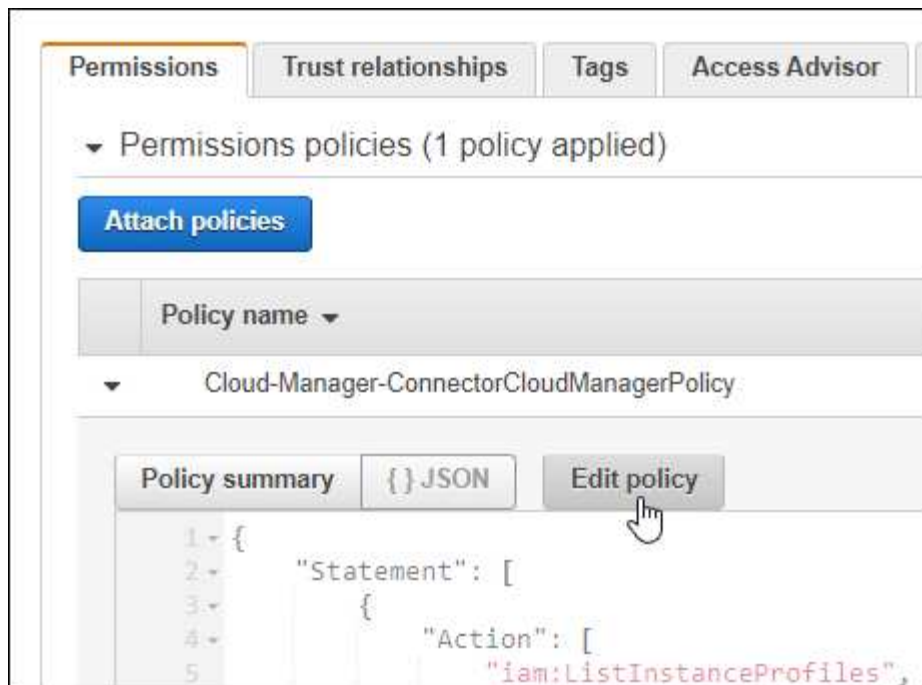 Permissions Trust relationships Tags Access Advisor
Permissions policies (1 policy applied)
Attach policies
Policy name
Cloud-Manager-ConnectorCloudManagerPolicy
Policy summary { } JSON Edit policy
1 {
2 "Statement": [
3 {
4 "Action": [
5 "iam:ListInstanceProfiles",